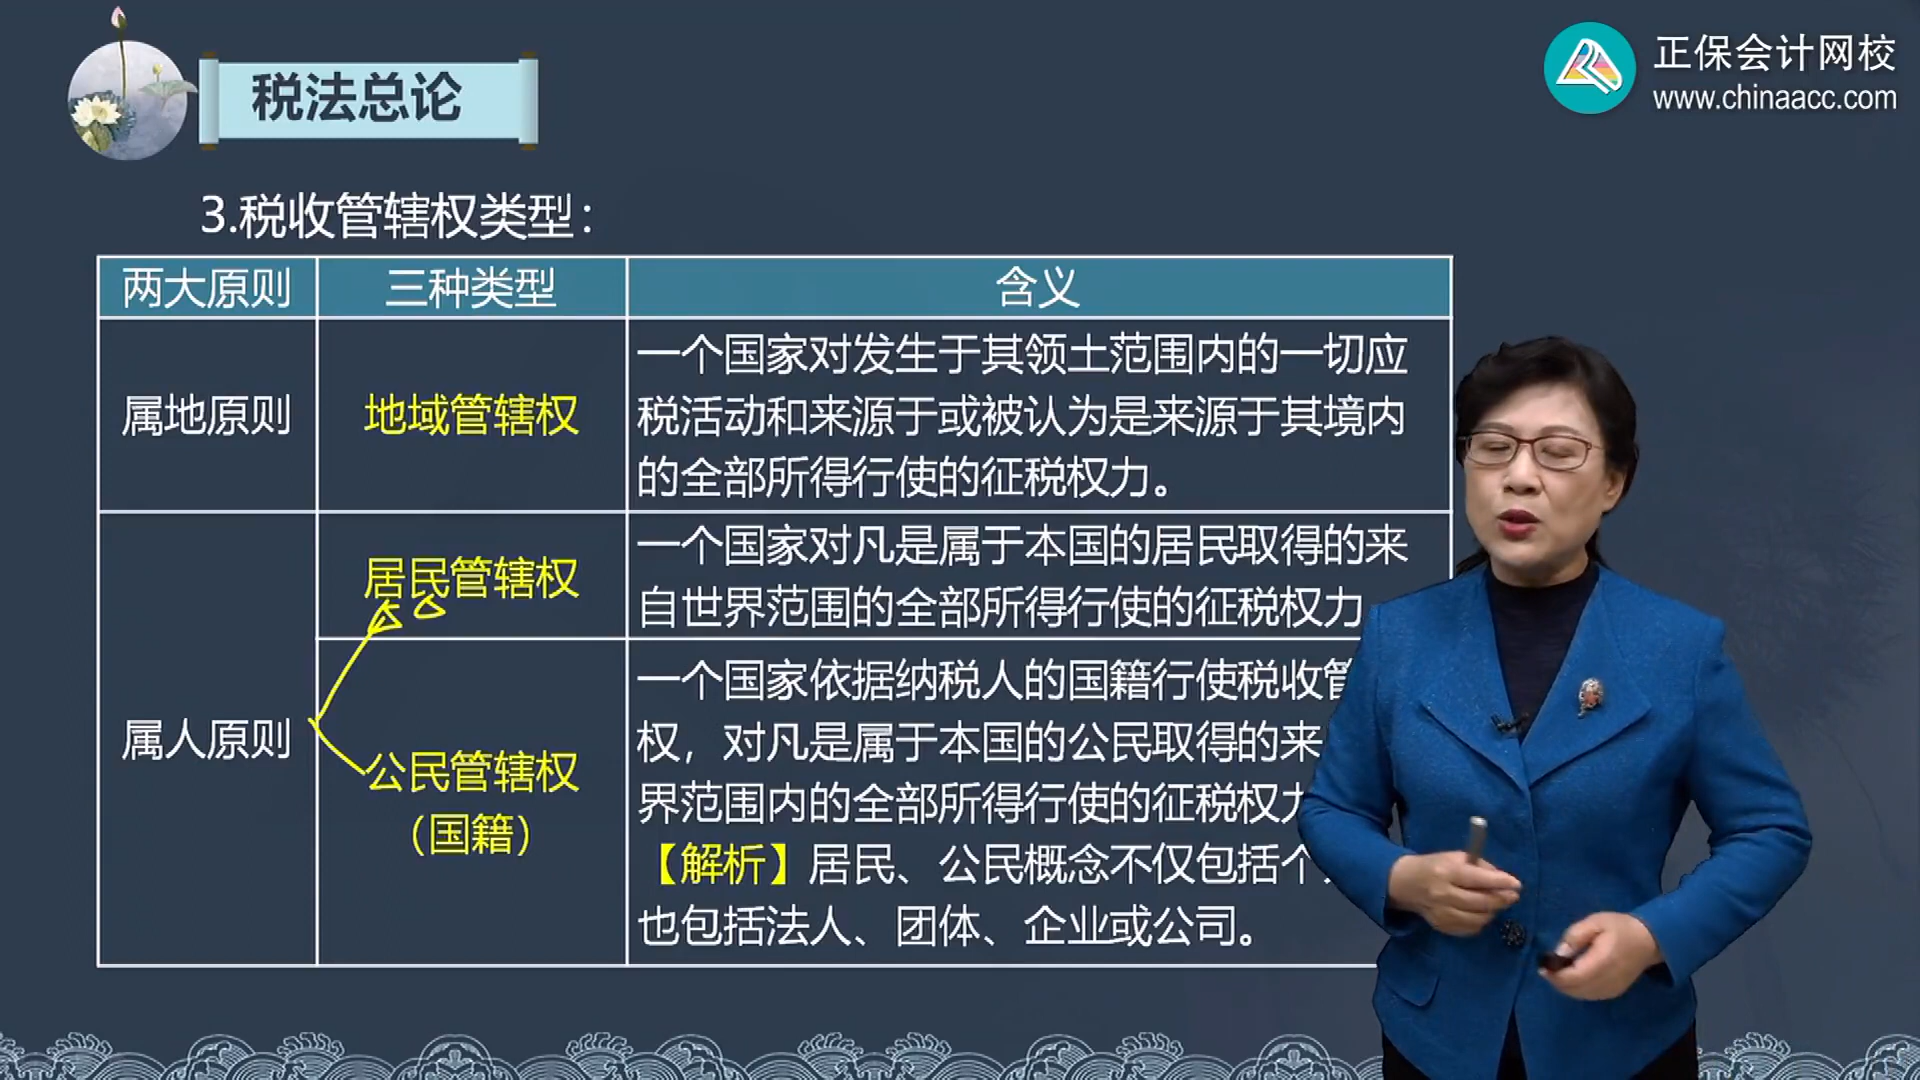 税法总论
正保会计网校
www.chinaacc.com
3.税收管辖权类型：
两大原则 三种类型 含义
属地原则 地域管辖权
一个国家对发生于其领土范围内的一切应
税活动和来源于或被认为是来源于其境内
的全部所得行使的征税权力。
属人原则
居民管辖权
一个国家对凡是属于本国的居民取得的来
自世界范围的全部所得行使的征税权力
公民管辖权
（国籍）
一个国家依据纳税人的国籍行使税收管
权，对凡是属于本国的公民取得的来
界范围内的全部所得行使的征税权力
【解析】居民、公民概念不仅包括个
也包括法人、团体、企业或公司。